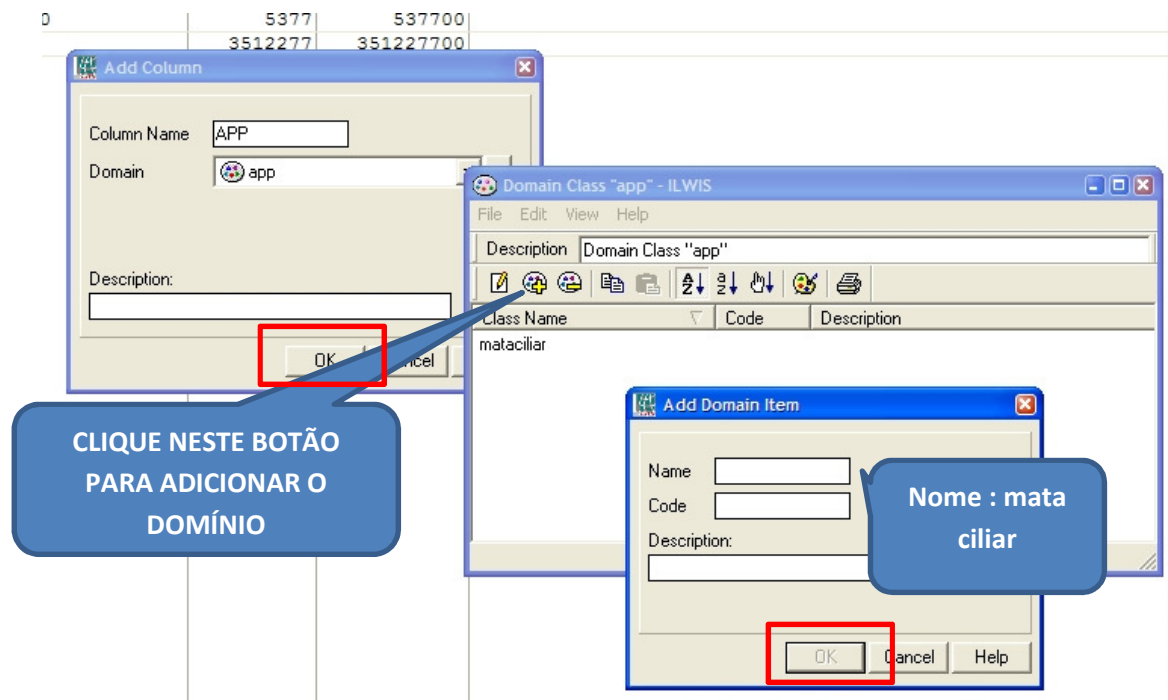 0 5377 537700
3512277 351227700
Add Column
Column Name APP
Domain app
Description:
OK Cancel
Domain Class "app" - ILWIS
File Edit View Help
Description Domain Class "app"
Class Name Code Description
mataciliar
CLIQUE NESTE BOTÃO
PARA ADICIONAR O
DOMÍNIO
Add Domain Item
Name
Code
Description:
OK Cancel Help
Nome : mata
ciliar